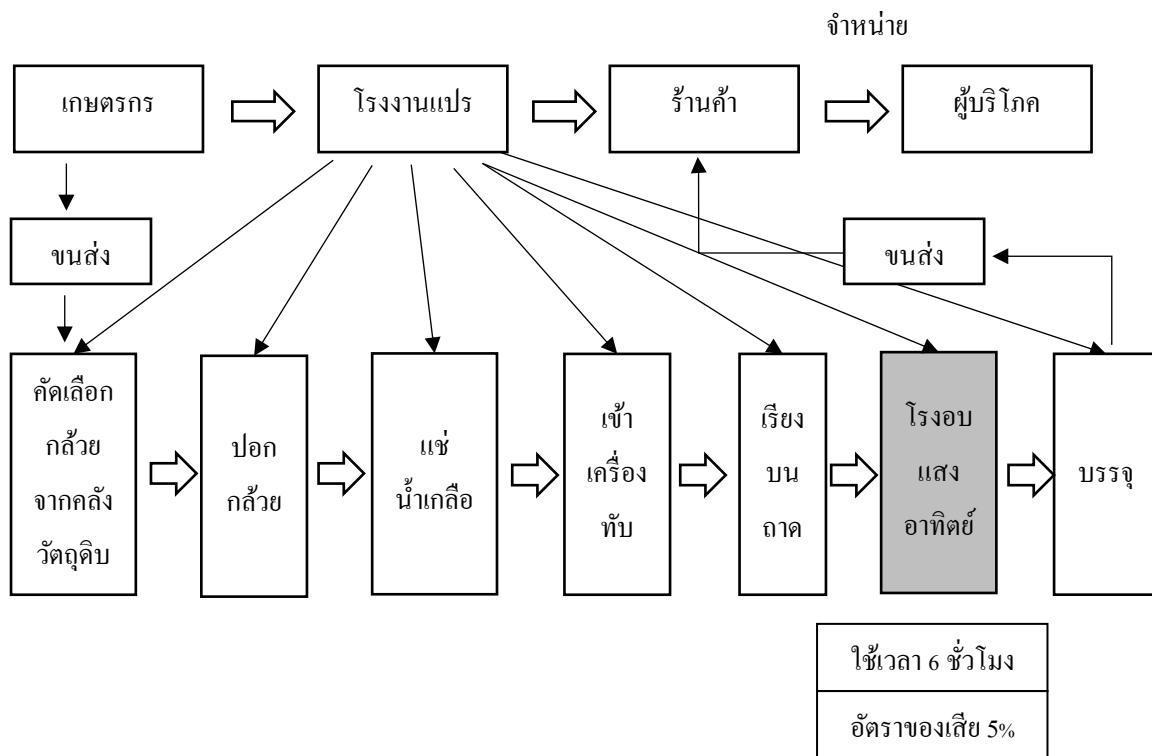 จำหน่าย
เกษตรกร
โรงงานแปร
ร้านค้า
ผู้บริโภค
ขนส่ง
ขนส่ง
คัดเลือก
กล้วย
จากคลัง
วัตถุดิบ
ปอก
กล้วย
แช่
น้ำเกลือ
เข้า
เครื่อง
ทับ
เรียง
บน
ถาด
โรงอบ
แสง
อาทิตย์
บรรจุ
ใช้เวลา 6 ชั่วโมง
อัตราของเสีย 5%